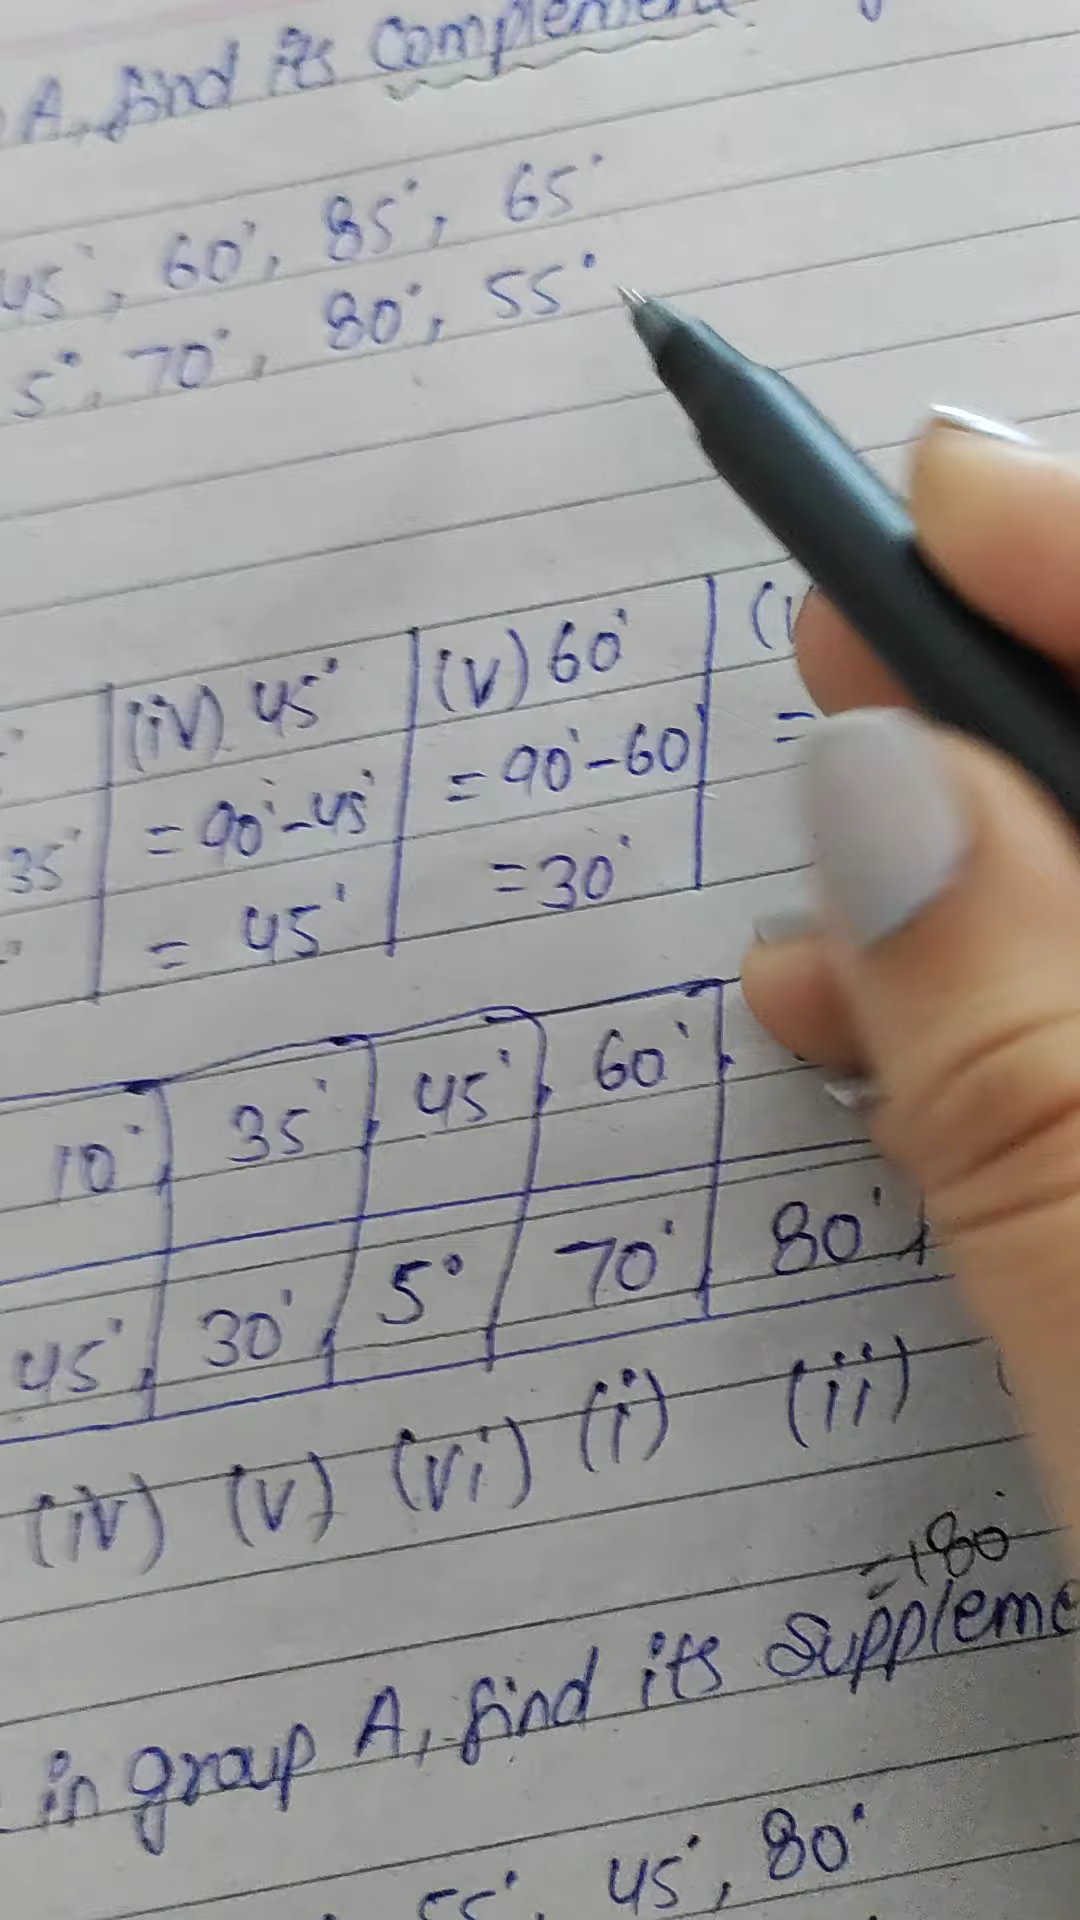 A, find its complement
45°, 60°, 85°, 65°
5°, 70°, 80°, 55°
(iv) 45° (v) 60°
= 90° - 45° = 90° - 60 =
35° = 45° = 30°
10°, 35°, 45°, 60°,
45°, 30°, 5° 70°, 80°,
(iv) (v) (vi) (i) (ii)
= 180°
in group A, find its suppleme
55°, 45°, 80°